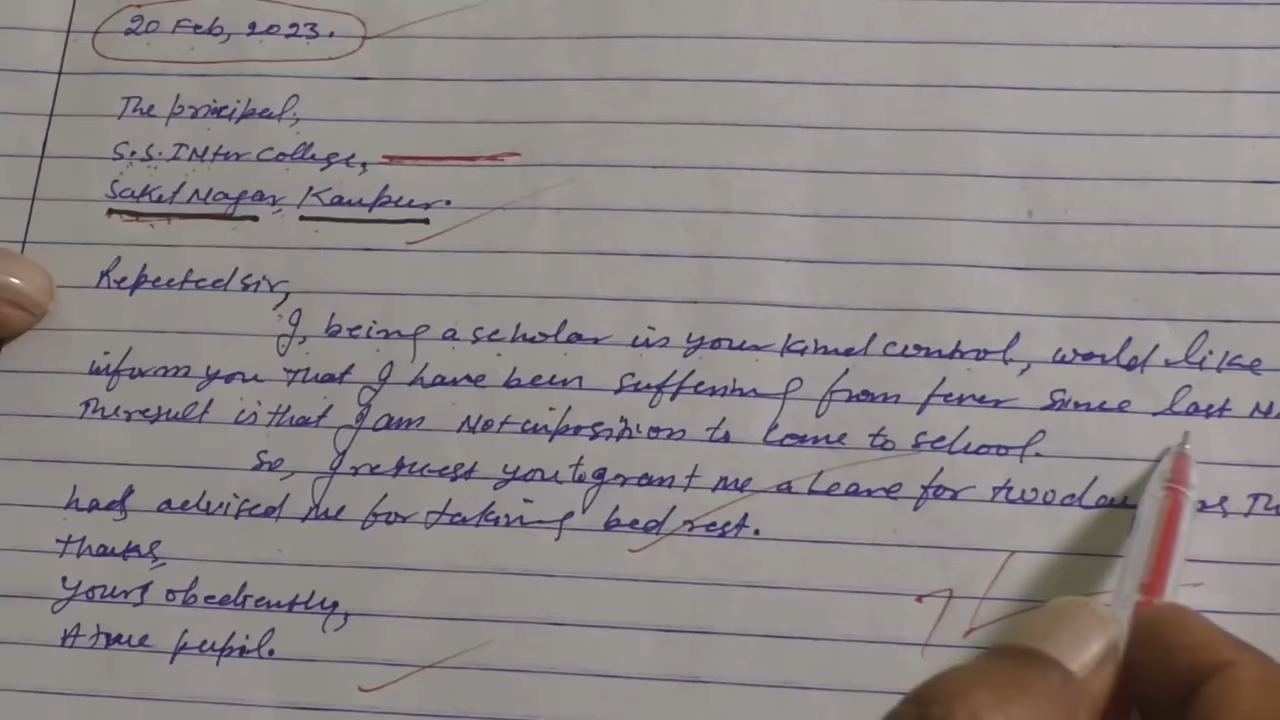 20 Feb, 2023.
The principal,
S.S. INter College,
Saket Nagar, Kanpur.
Repected sir,
I, being a scholar in your kind control, would like
inform you That I have been suffering from fever Since last
The result is that I am Not in position to come to school.
So, I request you to grant me a leave for two
had advised me for taking bed rest.
Thanks,
Yours obediently,
A true pupil.